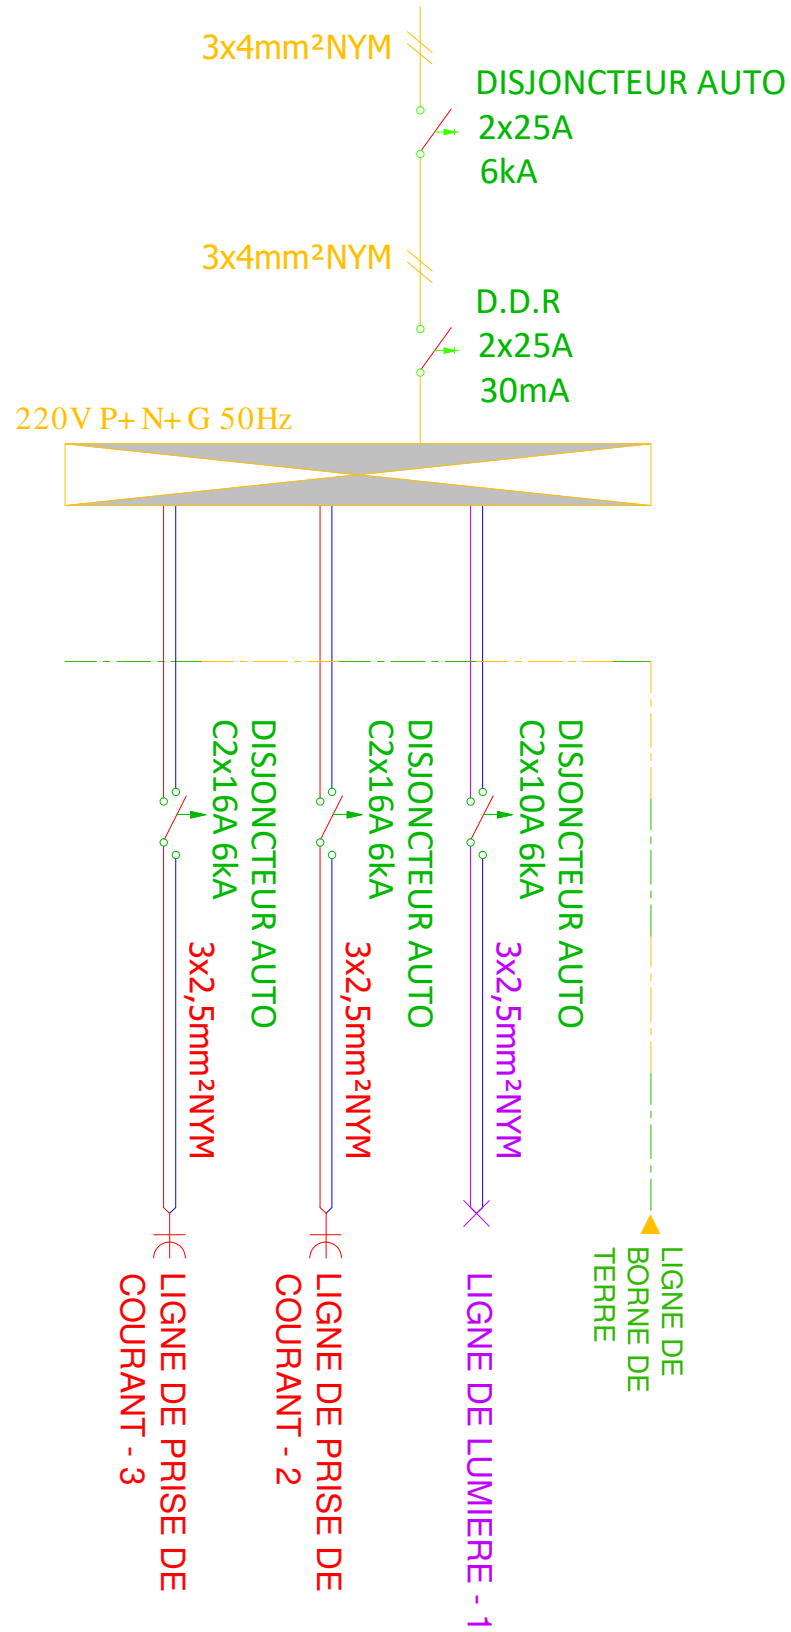 3x4mm²NYM
DISJONCTEUR AUTO
2x25A
6kA
3x4mm²NYM
D.D.R
2x25A
30mA
220V P+N+G 50Hz
DISJONCTEUR AUTO
C2x16A 6kA
3x2,5mm²NYM
LIGNE DE PRISE DE
COURANT - 3
DISJONCTEUR AUTO
C2x16A 6kA
3x2,5mm²NYM
LIGNE DE PRISE DE
COURANT - 2
DISJONCTEUR AUTO
C2x10A 6kA
3x2,5mm²NYM
LIGNE DE LUMIERE - 1
LIGNE DE
BORNE DE
TERRE